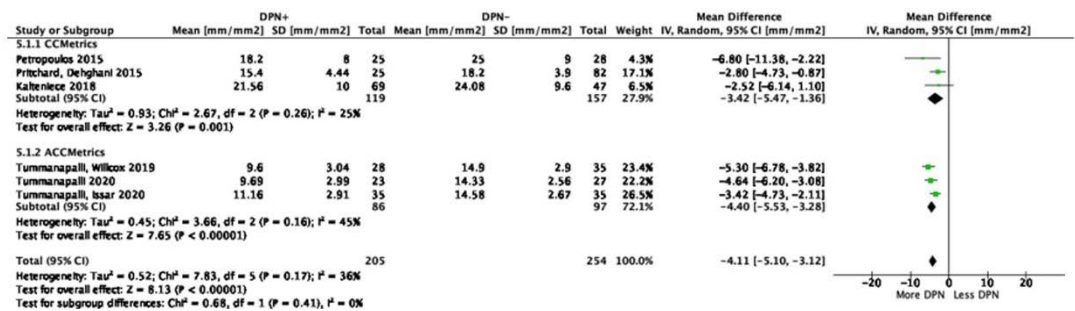 DPN+ DPN- Mean Difference Mean Difference
Study or Subgroup Mean [mm/mm2] SD [mm/mm2] Total Mean [mm/mm2] SD [mm/mm2] Total Weight IV, Random, 95% CI [mm/mm2] IV, Random, 95% CI [mm/mm2]
5.1.1 CCMetrics
Petropoulos 2015 18.2 8 25 25 9 28 4.3% -6.80 [-11.38, -2.22]
Pritchard, Dehghani 2015 15.4 4.44 25 18.2 3.9 82 17.1% -2.80 [-4.73, -0.87]
Kalteniece 2018 21.56 10 69 24.08 9.6 47 6.5% -2.52 [-6.14, 1.10]
Subtotal (95% CI) 119 157 27.9% -3.42 [-5.47, -1.36]
Heterogeneity: Tau² = 0.93; Chi² = 2.67, df = 2 (P = 0.26); I² = 25%
Test for overall effect: Z = 3.26 (P = 0.001)
5.1.2 ACCMetrics
Tummanapalli, Willcox 2019 9.6 3.04 28 14.9 2.9 35 23.4% -5.30 [-6.78, -3.82]
Tummanapalli 2020 9.69 2.99 23 14.33 2.56 27 22.2% -4.64 [-6.20, -3.08]
Tummanapalli, Issar 2020 11.16 2.91 35 14.58 2.67 35 26.5% -3.42 [-4.73, -2.11]
Subtotal (95% CI) 86 97 72.1% -4.40 [-5.53, -3.28]
Heterogeneity: Tau² = 0.45; Chi² = 3.66, df = 2 (P = 0.16); I² = 45%
Test for overall effect: Z = 7.65 (P < 0.00001)
Total (95% CI) 205 254 100.0% -4.11 [-5.10, -3.12]
Heterogeneity: Tau² = 0.52; Chi² = 7.83, df = 5 (P = 0.17); I² = 36%
Test for overall effect: Z = 8.13 (P < 0.00001)
Test for subgroup differences: Chi² = 0.68, df = 1 (P = 0.41), I² = 0%
-20 -10 0 10 20
More DPN Less DPN